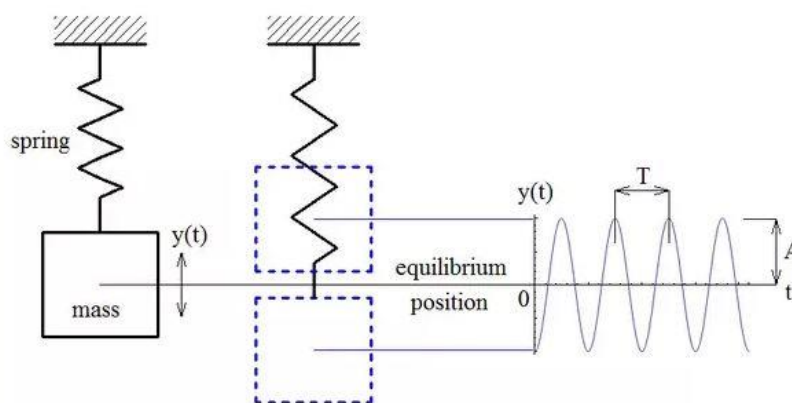 spring
mass
y(t)
equilibrium
position
y(t)
T
A
0
t